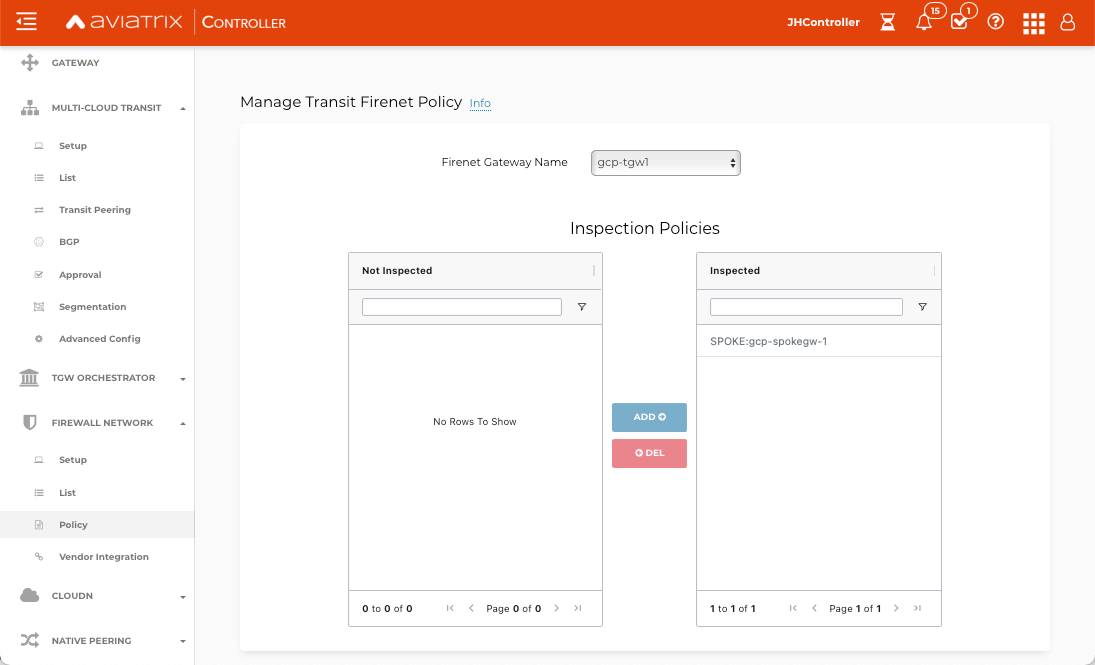 AVIATRIX CONTROLLER
JHController
15
1
GATEWAY
MULTI-CLOUD TRANSIT
Setup
List
Transit Peering
BGP
Approval
Segmentation
Advanced Config
TGW ORCHESTRATOR
FIREWALL NETWORK
Setup
List
Policy
Vendor Integration
CLOUDN
NATIVE PEERING
Manage Transit Firenet Policy Info
Firenet Gateway Name gcp-tgw1
Inspection Policies
Not Inspected
No Rows To Show
0 to 0 of 0 Page 0 of 0
ADD
DEL
Inspected
SPOKE:gcp-spokegw-1
1 to 1 of 1 Page 1 of 1